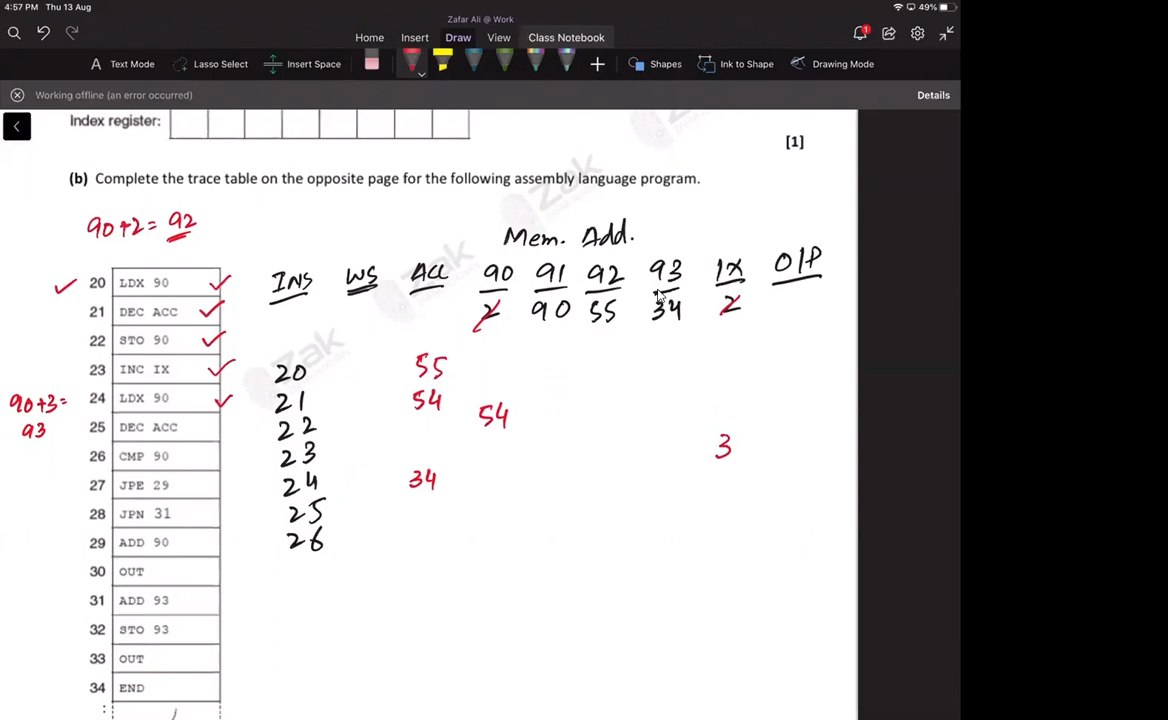 4:57 PM Thu 13 Aug
49%
Zafar Ali @ Work
Home Insert Draw View Class Notebook
1
Text Mode Lasso Select Insert Space Shapes Ink to Shape Drawing Mode
Working offline (an error occurred) Details
Index register:
[1]
(b) Complete the trace table on the opposite page for the following assembly language program.
90+2= 92
Mem. Add.
INS WS ACC 90 91 92 93 IX O/P
2 90 55 34 2
20 LDX 90
21 DEC ACC
22 STO 90
23 INC IX
24 LDX 90
25 DEC ACC
26 CMP 90
27 JPE 29
28 JPN 31
29 ADD 90
30 OUT
31 ADD 93
32 STO 93
33 OUT
34 END
90+3=
93
20 55
21 54
22 54
23 3
24 34
25
26
Zak
Zak
Zak